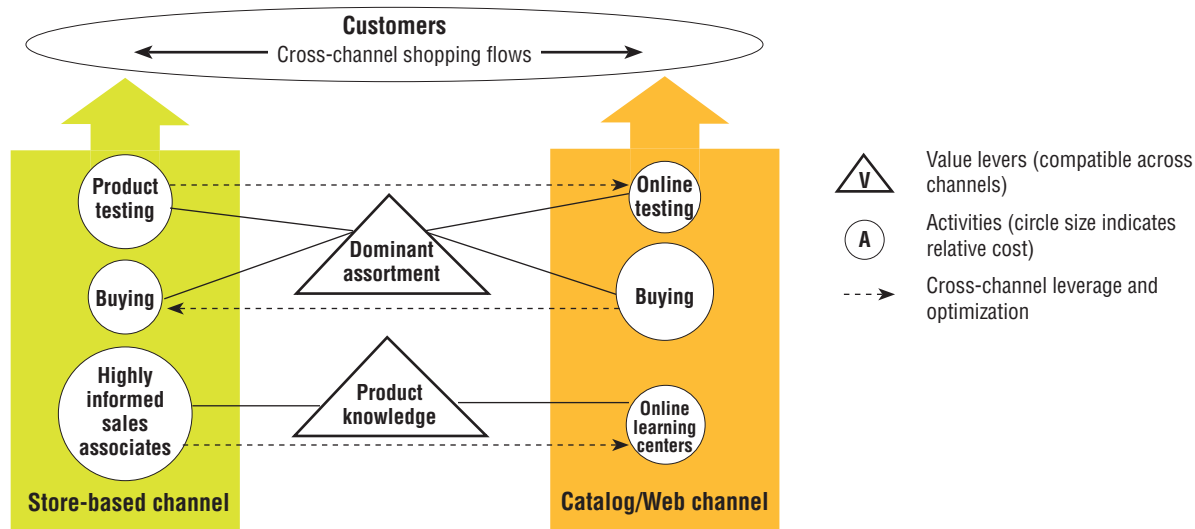 Customers
Cross-channel shopping flows
Product
testing
Online
testing
Dominant
assortment
Buying
Buying
Highly
informed
sales
associates
Product
knowledge
Online
learning
centers
Store-based channel
Catalog/Web channel
V
Value levers (compatible across
channels)
A
Activities (circle size indicates
relative cost)
Cross-channel leverage and
optimization